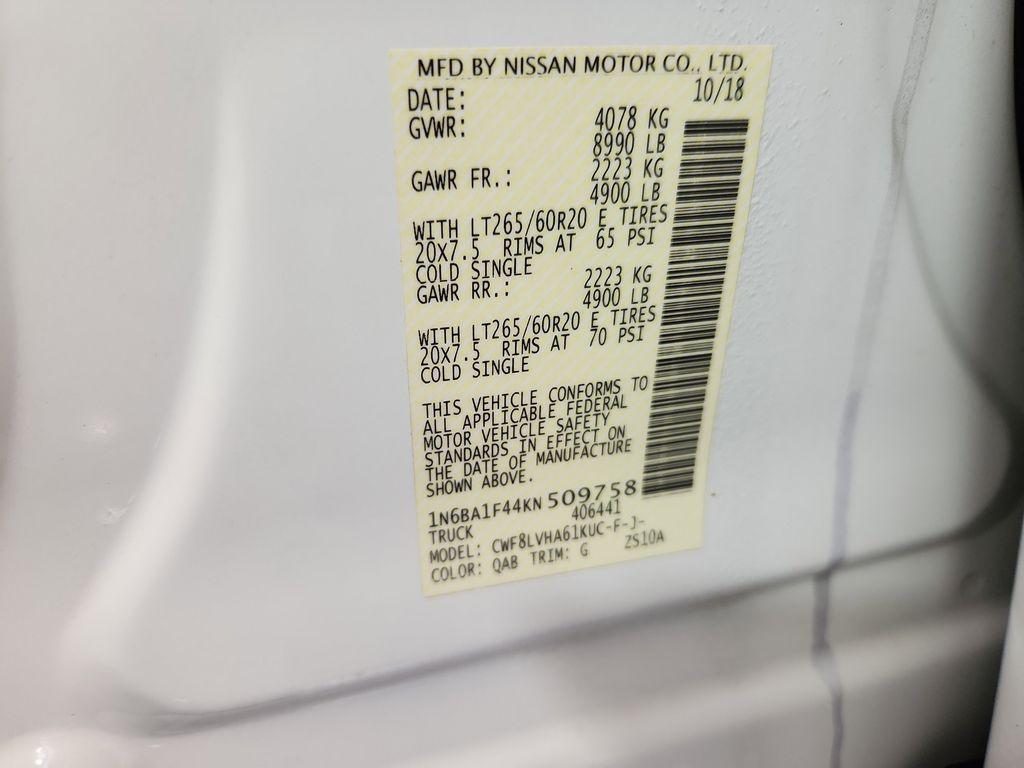 MFD BY NISSAN MOTOR CO., LTD.
DATE: 10/18
GVWR: 4078 KG
8990 LB
GAWR FR.: 2223 KG
4900 LB
WITH LT265/60R20 E TIRES
20X7.5 RIMS AT 65 PSI
COLD SINGLE
GAWR RR.: 2223 KG
4900 LB
WITH LT265/60R20 E TIRES
20X7.5 RIMS AT 70 PSI
COLD SINGLE
THIS VEHICLE CONFORMS TO
ALL APPLICABLE FEDERAL
MOTOR VEHICLE SAFETY
STANDARDS IN EFFECT ON
THE DATE OF MANUFACTURE
SHOWN ABOVE.
1N6BA1F44KN509758
TRUCK 406441
MODEL: CWF8LVHA61KUC-F-J-
COLOR: QAB TRIM: G ZS10A